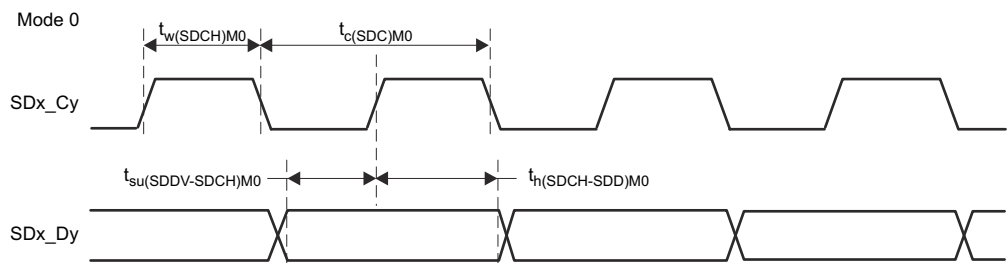 Mode 0
tw(SDCH)M0
tc(SDC)M0
SDx_Cy
tsu(SDDV-SDCH)M0
th(SDCH-SDD)M0
SDx_Dy